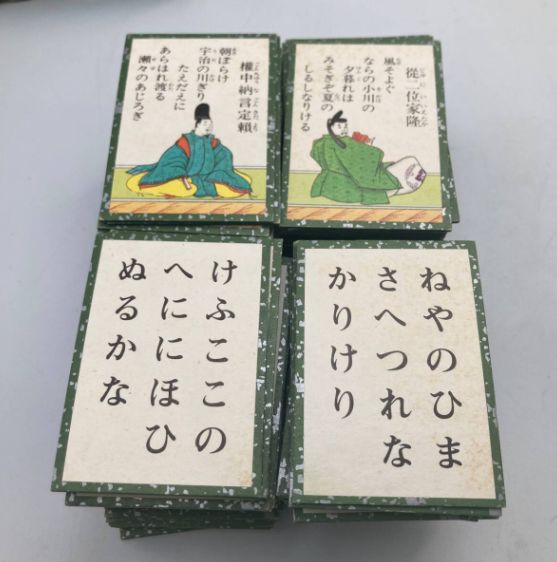 權中納言定頼
朝ぼらけ
宇治の川ぎり
たえだえに
あらはれ渡る
瀬々のあじろぎ
從二位家隆
風そよぐ
ならの小川の
夕暮れは
みそぎぞ夏の
しるしなりける
けふここの
へににほひ
ぬるかな
ねやのひま
さへつれな
かりけり